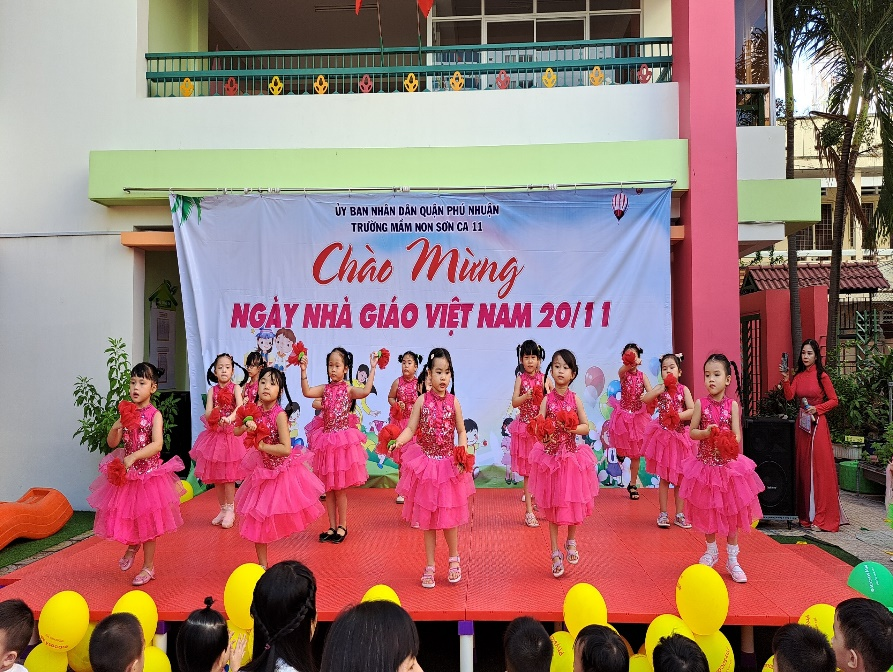 ỦY BAN NHÂN DÂN QUẬN PHÚ NHUẬN
TRƯỜNG MẦM NON SƠN CA 11
Chào Mừng
NGÀY NHÀ GIÁO VIỆT NAM 20/11